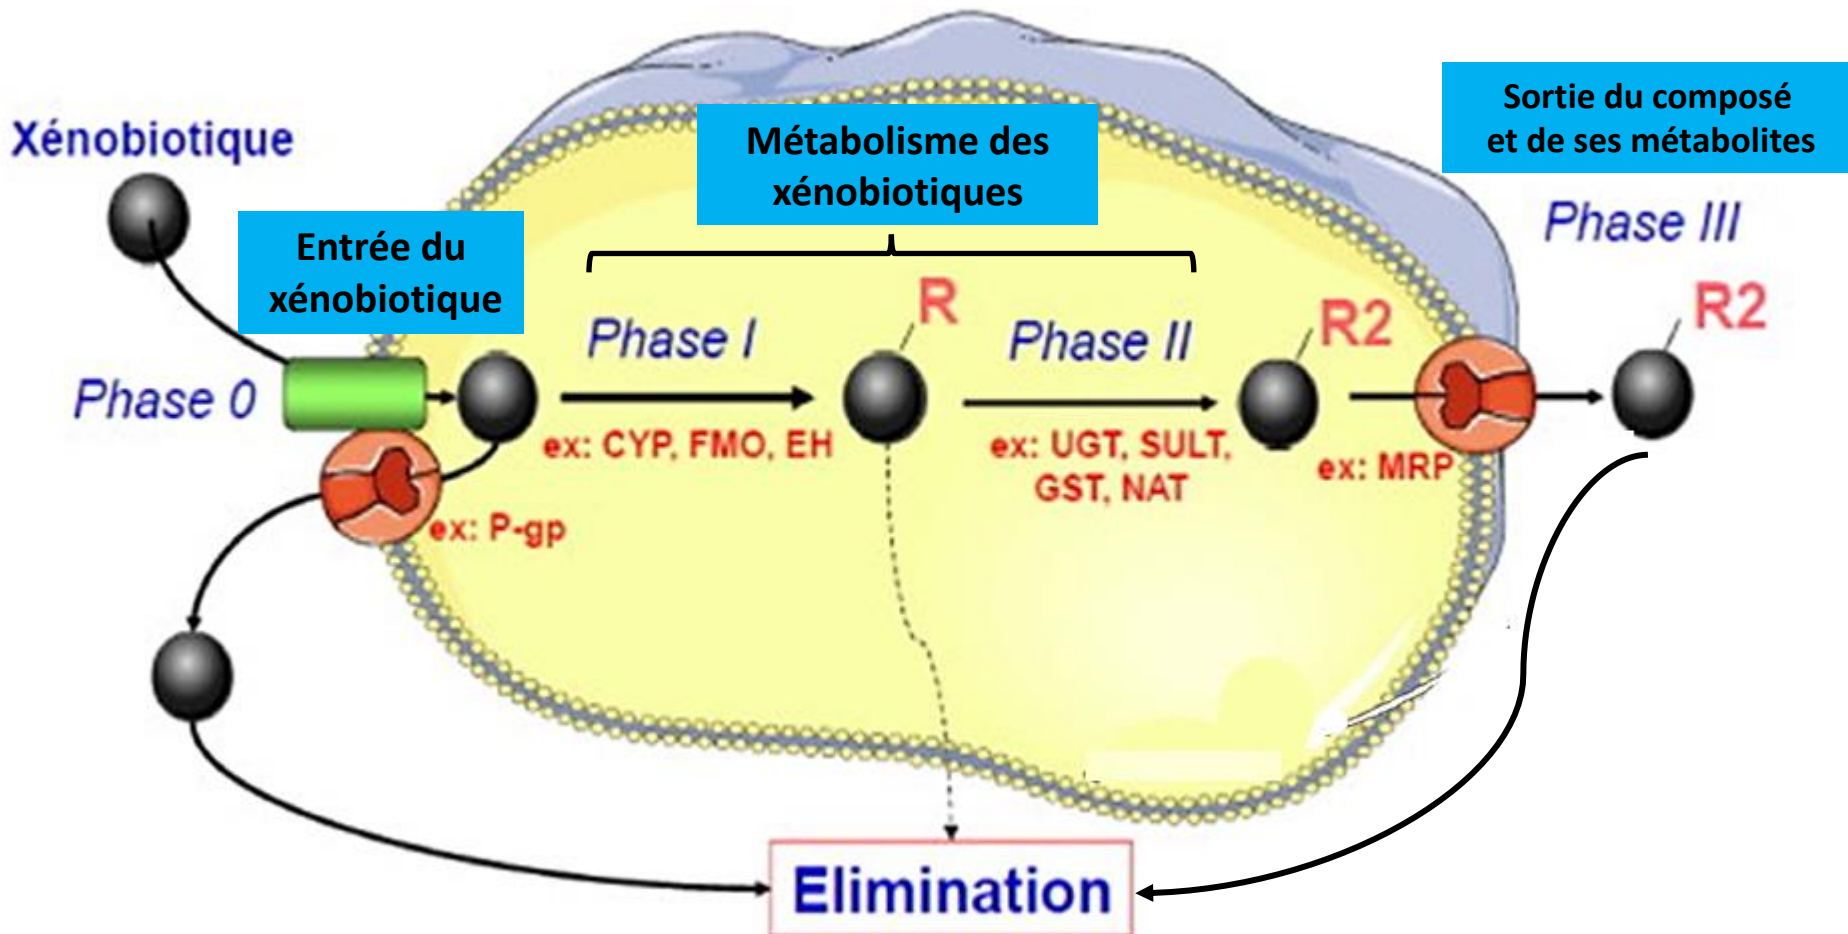 Xénobiotique
Entrée du
xénobiotique
Métabolisme des
xénobiotiques
Sortie du composé
et de ses métabolites
Phase III
Phase 0
Phase I
R
Phase II
R2
R2
ex: CYP, FMO, EH
ex: UGT, SULT,
GST, NAT
ex: MRP
ex: P-gp
Elimination